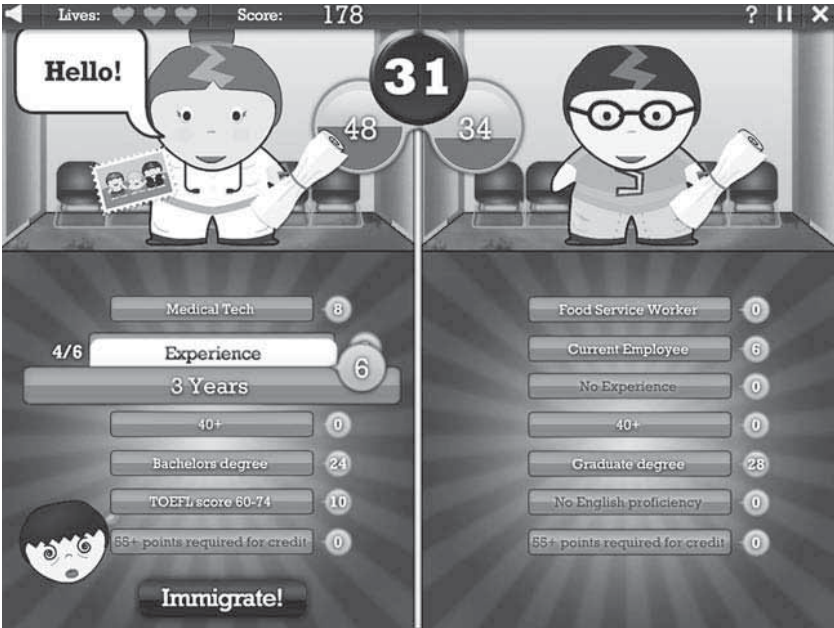 Lives:
Score:
178
?
Hello!
31
48
34
Medical Tech
8
4/6
Experience
6
3 Years
40+
0
Bachelors degree
24
TOEFL score 60-74
10
55+ points required for credit
0
Immigrate!
Food Service Worker
0
Current Employee
6
No Experience
0
40+
0
Graduate degree
28
No English proficiency
0
55+ points required for credit
0